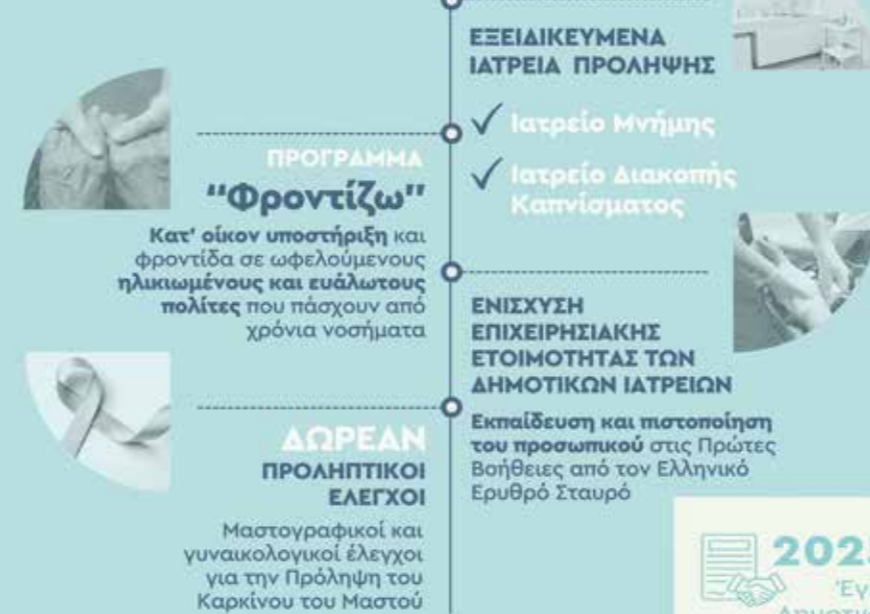 ΕΞΕΙΔΙΚΕΥΜΕΝΑ
ΙΑΤΡΕΙΑ ΠΡΟΛΗΨΗΣ
Ιατρείο Μνήμης
Ιατρείο Διακοπής
Καπνίσματος
ΠΡΟΓΡΑΜΜΑ
“Φροντίζω”
Κατ’ οίκον υποστήριξη και
φροντίδα σε ωφελούμενους
ηλικιωμένους και ευάλωτους
πολίτες που πάσχουν από
χρόνια νοσήματα
ΕΝΙΣΧΥΣΗ
ΕΠΙΧΕΙΡΗΣΙΑΚΗΣ
ΕΤΟΙΜΟΤΗΤΑΣ ΤΩΝ
ΔΗΜΟΤΙΚΩΝ ΙΑΤΡΕΙΩΝ
Εκπαίδευση και πιστοποίηση
του προσωπικού στις Πρώτες
Βοήθειες από τον Ελληνικό
Ερυθρό Σταυρό
ΔΩΡΕΑΝ
ΠΡΟΛΗΠΤΙΚΟΙ
ΕΛΕΓΧΟΙ
Μαστογραφικοί και
γυναικολογικοί έλεγχοι
για την Πρόληψη του
Καρκίνου του Μαστού